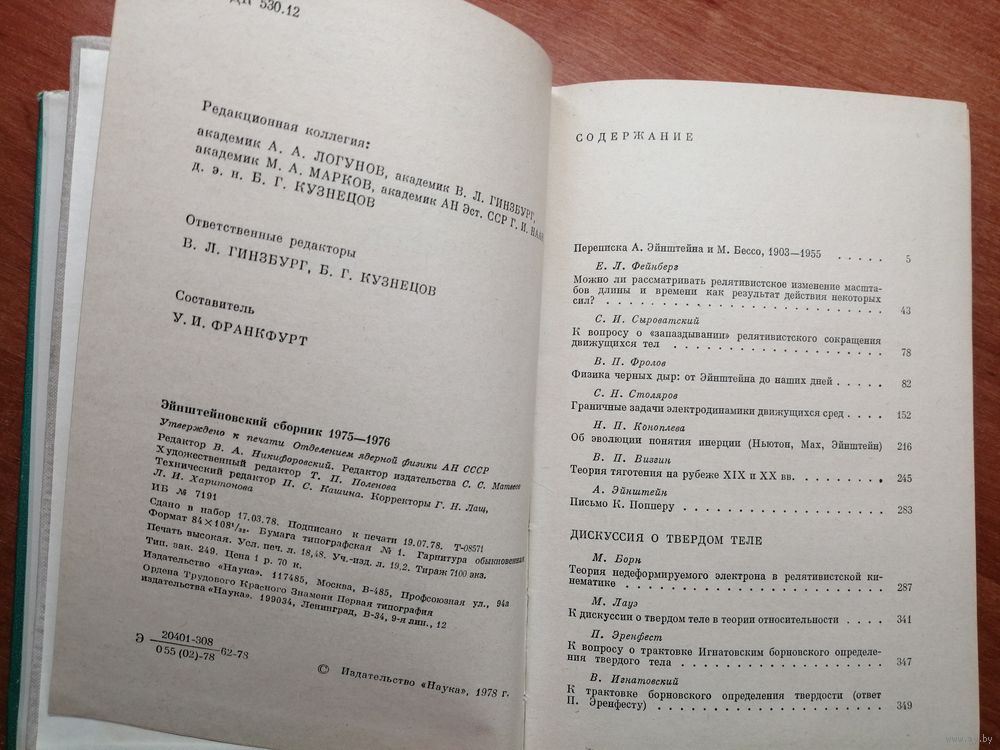 530.12
Редакционная коллегия:
академик А. А. ЛОГУНОВ, академик В. Л. ГИНЗБУРГ,
академик М. А. МАРКОВ, академик АН Эст. ССР Г. И. НААН
д. э. н. Б. Г. КУЗНЕЦОВ
Ответственные редакторы
В. Л. ГИНЗБУРГ, Б. Г. КУЗНЕЦОВ
Составитель
У. И. ФРАНКФУРТ
Эйнштейновский сборник 1975—1976
Утверждено к печати Отделением ядерной физики АН СССР
Редактор В. А. Никифоровский. Редактор издательства С. С. Матвеев
Художественный редактор Т. П. Поленова
Технический редактор П. С. Кашина. Корректоры Г. Н. Лащ,
Л. И. Харитонова
ИБ № 7191
Сдано в набор 17.03.78. Подписано к печати 19.07.78. Т-08571
Формат 84×108¹/₃₂. Бумага типографская № 1. Гарнитура обыкновенная
Печать высокая. Усл. печ. л. 18,48. Уч.-изд. л. 19,2. Тираж 7100 экз.
Тип. зак. 249. Цена 1 р. 70 к.
Издательство «Наука». 117485, Москва, В-485, Профсоюзная ул., 94а
Ордена Трудового Красного Знамени Первая типография
издательства «Наука». 199034, Ленинград, В-34, 9-я лин., 12
Э 20401-308
055(02)-78 62-78
© Издательство «Наука», 1978 г.
СОДЕРЖАНИЕ
Переписка А. Эйнштейна и М. Бессо, 1903—1955 . . . . . 5
Е. Л. Фейнберг
Можно ли рассматривать релятивистское изменение масшта-
бов длины и времени как результат действия некоторых
сил? . . . . . . . . . . . . . . . . . . 43
С. И. Сыроватский
К вопросу о «запаздывании» релятивистского сокращения
движущихся тел . . . . . . . . . . . . . . 78
В. П. Фролов
Физика черных дыр: от Эйнштейна до наших дней . . . . . 82
С. Н. Столяров
Граничные задачи электродинамики движущихся сред . . . . 152
Н. П. Коноплева
Об эволюции понятия инерции (Ньютон, Мах, Эйнштейн) 216
В. П. Визгин
Теория тяготения на рубеже XIX и XX вв. . . . . . . . 245
А. Эйнштейн
Письмо К. Попперу . . . . . . . . . . . . . . 283
ДИСКУССИЯ О ТВЕРДОМ ТЕЛЕ
М. Борн
Теория недеформируемого электрона в релятивистской ки-
нематике . . . . . . . . . . . . . . . . . 287
М. Лауэ
К дискуссии о твердом теле в теории относительности . . . . 341
П. Эренфест
К вопросу о трактовке Игнатовским борновского определе-
ния твердого тела . . . . . . . . . . . . . 347
В. Игнатовский
К трактовке борновского определения твердости (ответ
П. Эренфесту) . . . . . . . . . . . . . . . 349